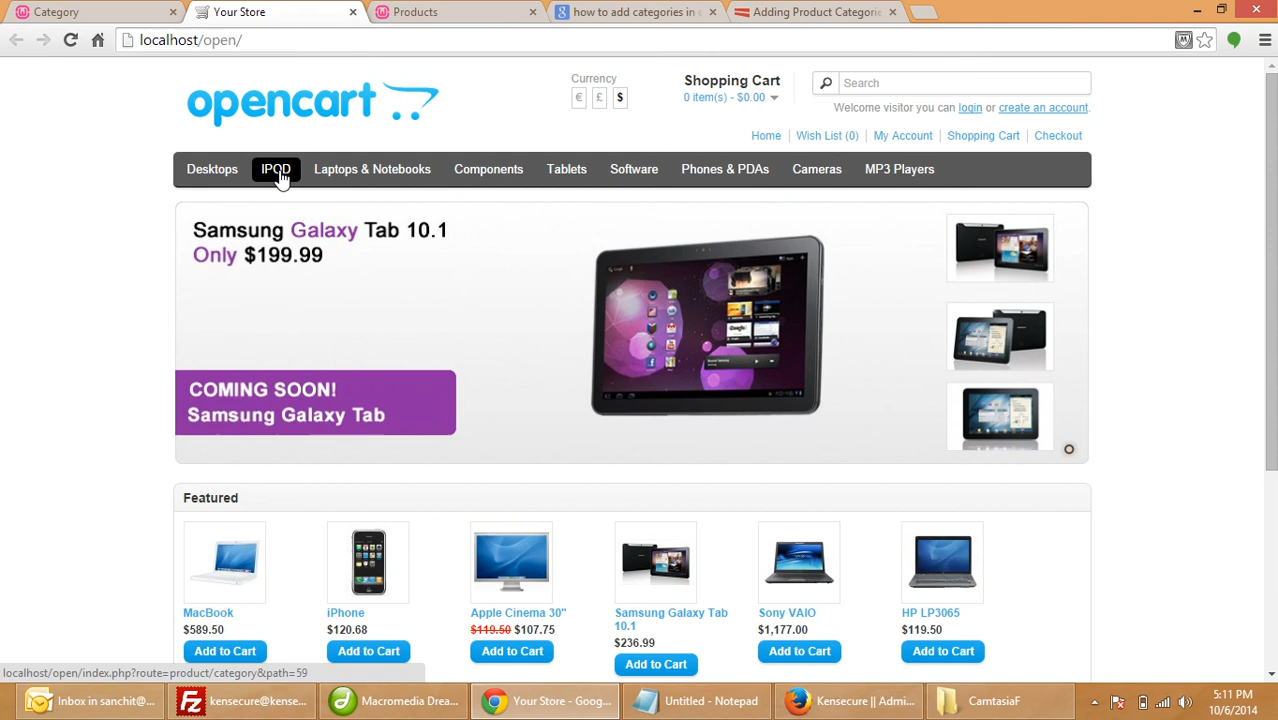 Category
Your Store
Products
how to add categories in
Adding Product Categorie
localhost/open/
opencart
Currency
€ £ $
Shopping Cart
0 item(s) - $0.00
Search
Welcome visitor you can login or create an account.
Home Wish List (0) My Account Shopping Cart Checkout
Desktops IPOD Laptops & Notebooks Components Tablets Software Phones & PDAs Cameras MP3 Players
Samsung Galaxy Tab 10.1
Only $199.99
COMING SOON!
Samsung Galaxy Tab
Featured
MacBook
$589.50
Add to Cart
iPhone
$120.68
Add to Cart
Apple Cinema 30"
$119.50 $107.75
Add to Cart
Samsung Galaxy Tab
10.1
$236.99
Add to Cart
Sony VAIO
$1,177.00
Add to Cart
HP LP3065
$119.50
Add to Cart
localhost/open/index.php?route=product/category&path=59
Inbox in sanchit@...
kensecure@kense...
Macromedia Drea...
Your Store - Goog...
Untitled - Notepad
Kensecure || Admi...
CamtasiaF
5:11 PM
10/6/2014